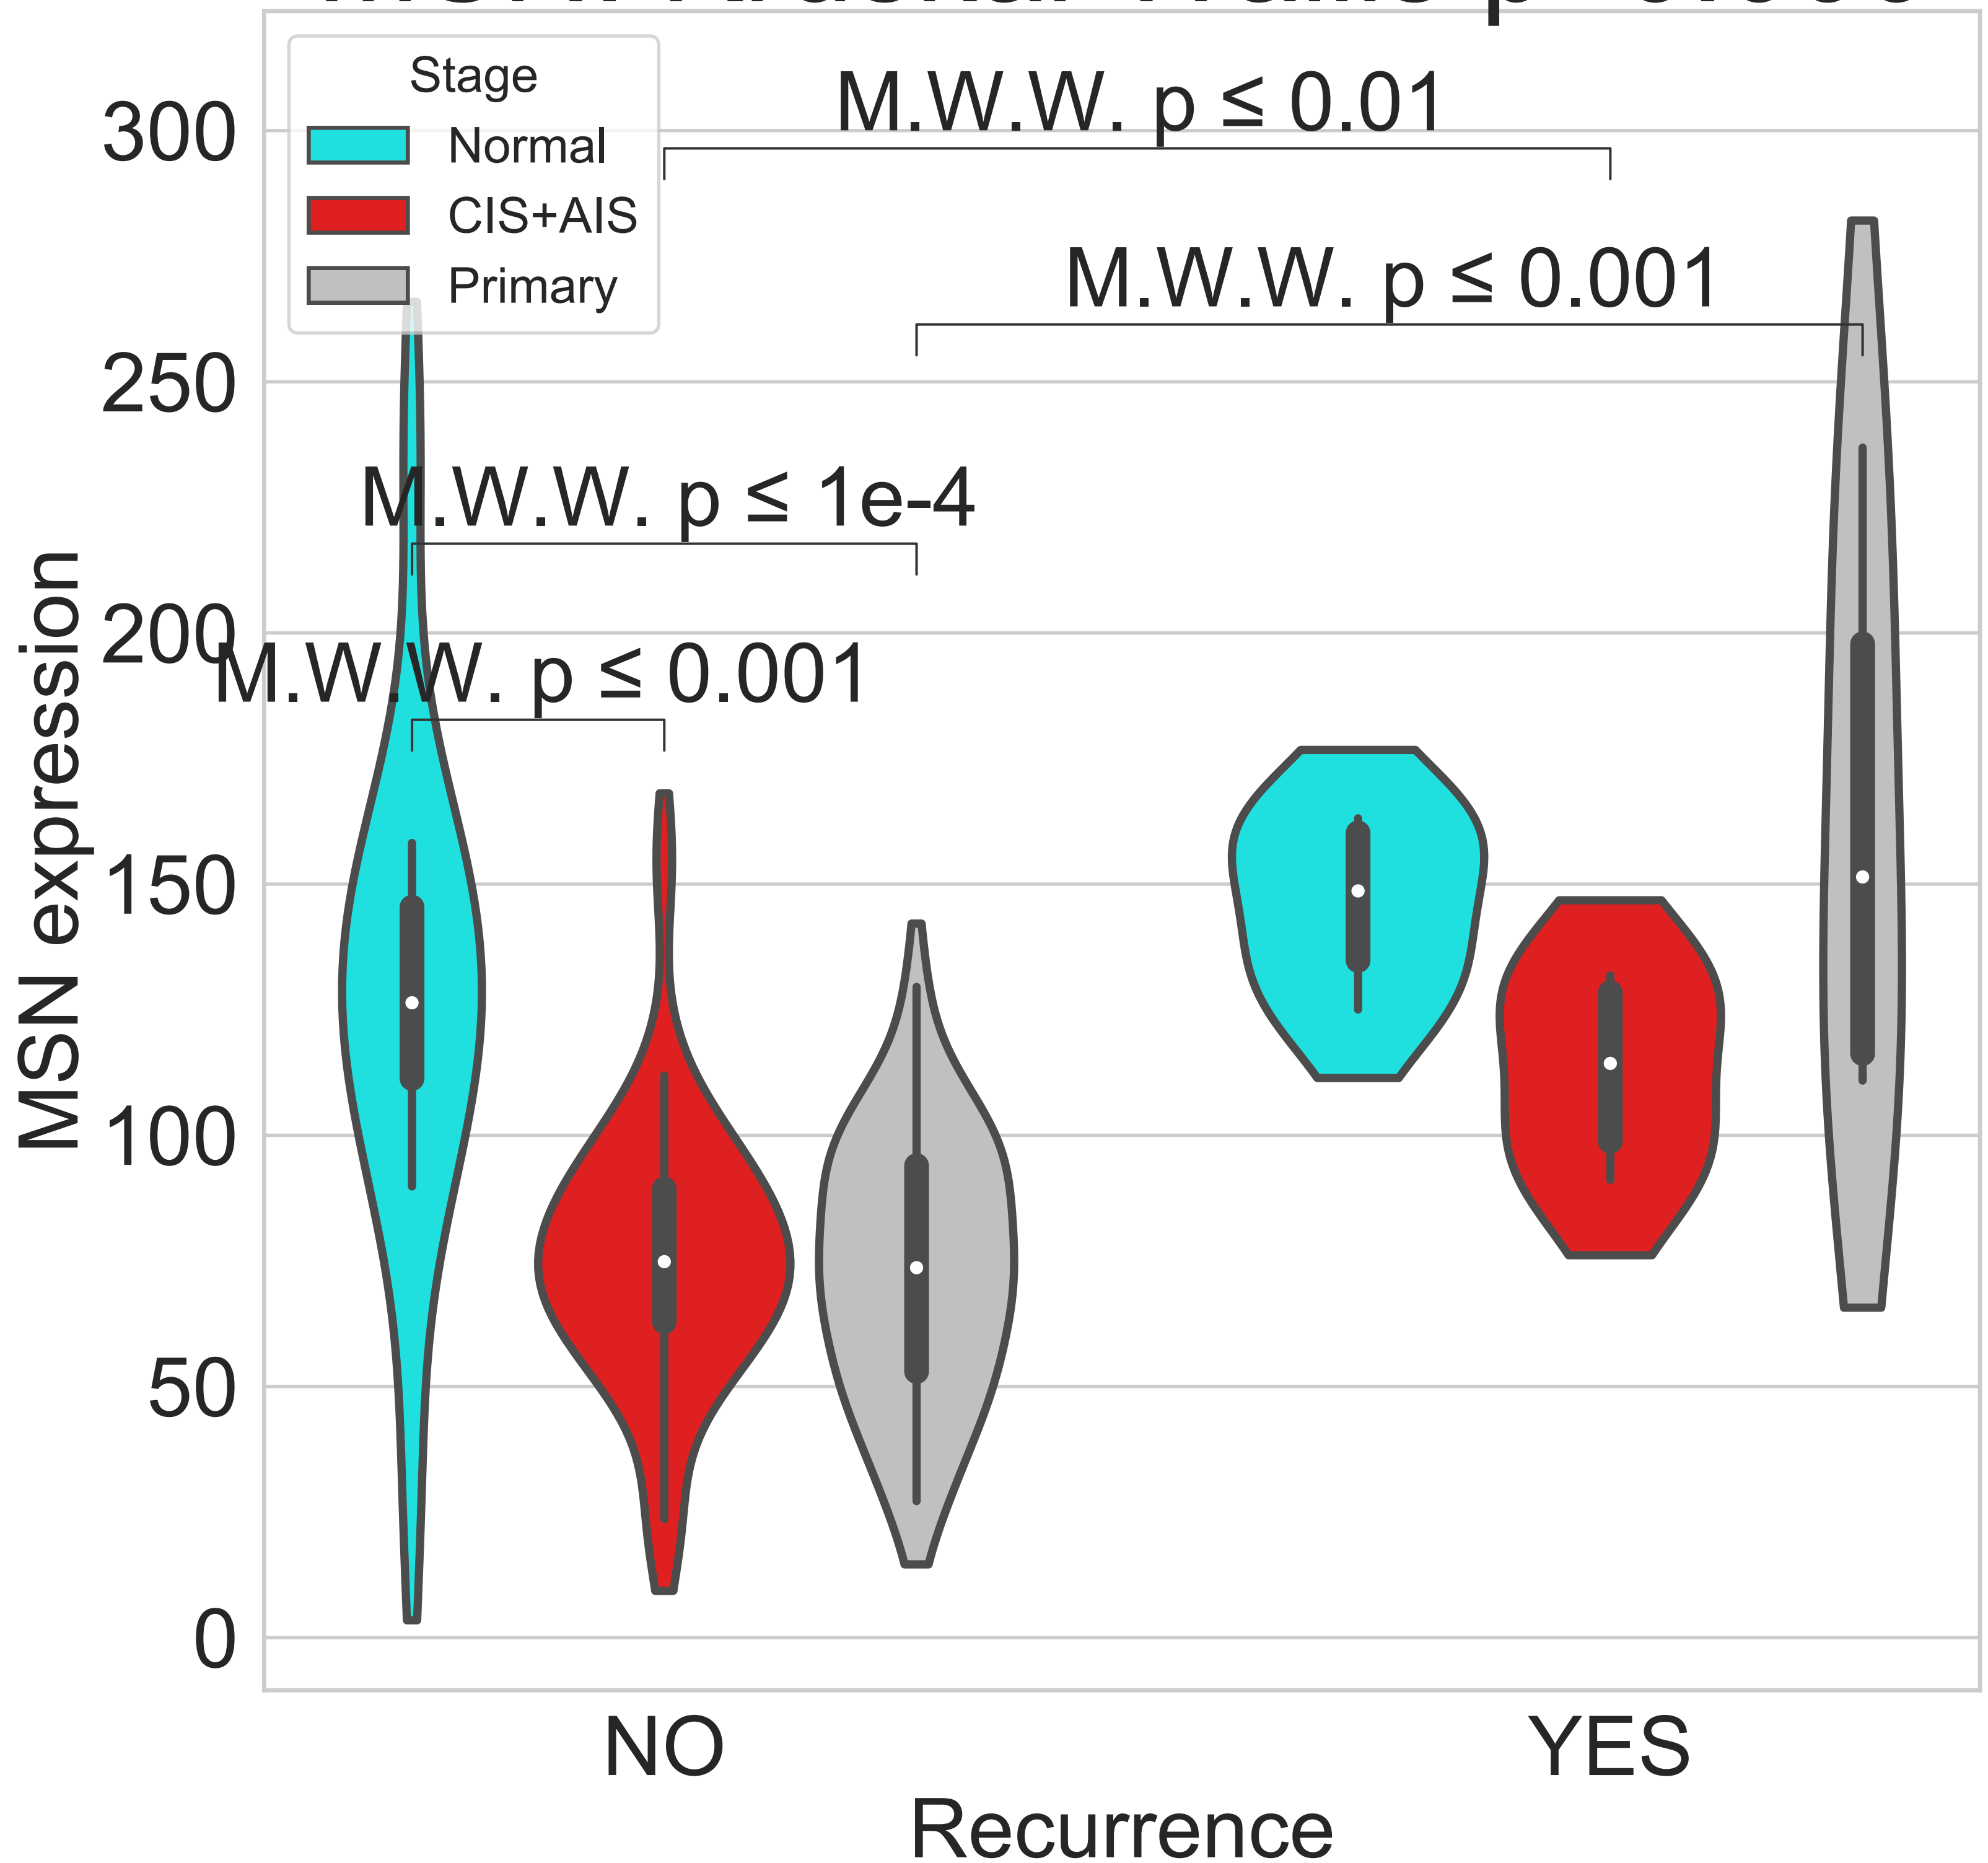 Stage
Normal
CIS+AIS
Primary
M.W.W. p ≤ 0.01
M.W.W. p ≤ 0.001
M.W.W. p ≤ 1e-4
M.W.W. p ≤ 0.001
300
250
200
150
100
50
0
MSN expression
NO
YES
Recurrence